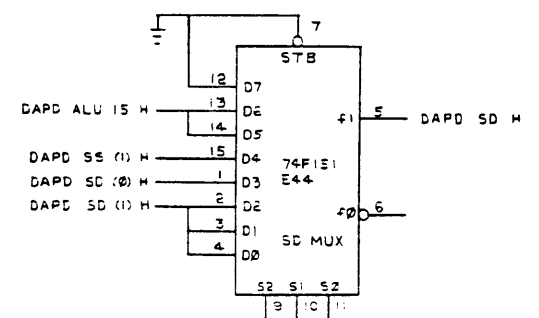 7
STB
12 D7
DAPD ALU 15 H 13 D6
14 D5
f1 5 DAPD SD H
DAPD SS (1) H 15 D4
74F151
DAPD SD (0) H 1 D3
E44
DAPD SD (1) H 2 D2
f0 6
3 D1
SD MUX
4 D0
S2 S1 S0
9 10 11